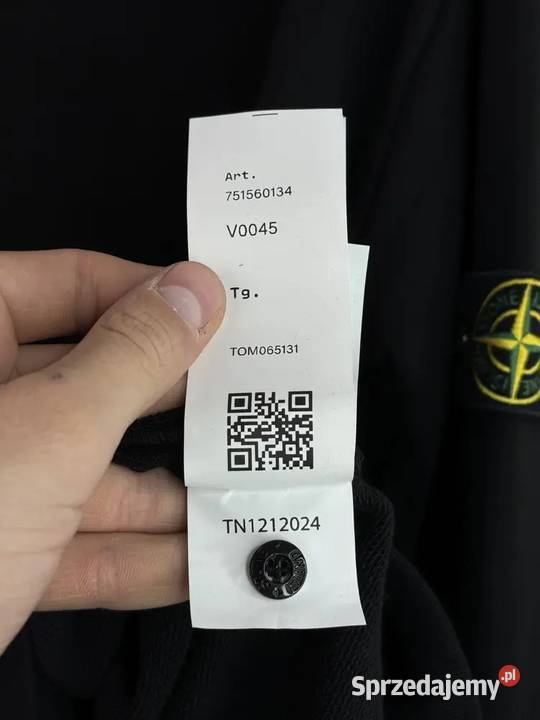 Art.
751560134
V0045
Tg.
TOM065131
TN1212024
Sprzedajemy.pl